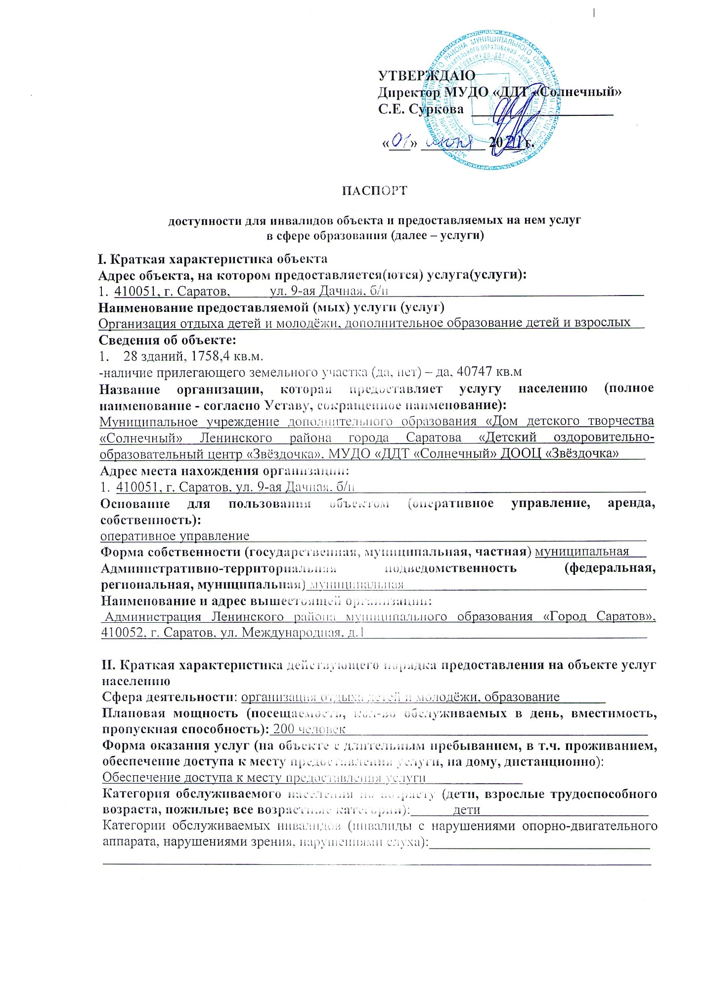 УТВЕРЖДАЮ
Директор МУДО «ДДТ «Солнечный»
С.Е. Суркова ____________________
«01» июня 2021 г.
ПАСПОРТ
доступности для инвалидов объекта и предоставляемых на нем услуг
в сфере образования (далее – услуги)
I. Краткая характеристика объекта
Адрес объекта, на котором предоставляется(ются) услуга(услуги):
1. 410051, г. Саратов, ул. 9-ая Дачная, б/н
Наименование предоставляемой (мых) услуги (услуг)
Организация отдыха детей и молодёжи, дополнительное образование детей и взрослых
Сведения об объекте:
1. 28 зданий, 1758,4 кв.м.
-наличие прилегающего земельного участка (да, нет) – да, 40747 кв.м
Название организации, которая предоставляет услугу населению (полное
наименование - согласно Уставу, сокращенное наименование):
Муниципальное учреждение дополнительного образования «Дом детского творчества
«Солнечный» Ленинского района города Саратова «Детский оздоровительно-
образовательный центр «Звёздочка». МУДО «ДДТ «Солнечный» ДООЦ «Звёздочка»
Адрес места нахождения организации:
1. 410051, г. Саратов, ул. 9-ая Дачная, б/н
Основание для пользования объектом (оперативное управление, аренда,
собственность):
оперативное управление
Форма собственности (государственная, муниципальная, частная) муниципальная
Административно-территориальная подведомственность (федеральная,
региональная, муниципальная) муниципальная
Наименование и адрес вышестоящей организации:
Администрация Ленинского района муниципального образования «Город Саратов»,
410052, г. Саратов, ул. Международная, д.1
II. Краткая характеристика действующего порядка предоставления на объекте услуг
населению
Сфера деятельности: организация отдыха детей и молодёжи, образование
Плановая мощность (посещаемость, кол-во обслуживаемых в день, вместимость,
пропускная способность): 200 человек
Форма оказания услуг (на объекте с длительным пребыванием, в т.ч. проживанием,
обеспечение доступа к месту предоставления услуги, на дому, дистанционно):
Обеспечение доступа к месту предоставления услуги
Категория обслуживаемого населения по возрасту (дети, взрослые трудоспособного
возраста, пожилые; все возрастные категории): дети
Категории обслуживаемых инвалидов (инвалиды с нарушениями опорно-двигательного
аппарата, нарушениями зрения, нарушениями слуха):